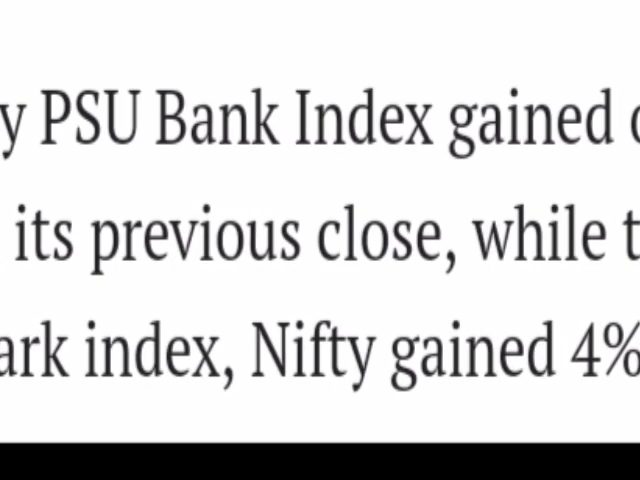 y PSU Bank Index gained
its previous close, while t
ark index, Nifty gained 4%